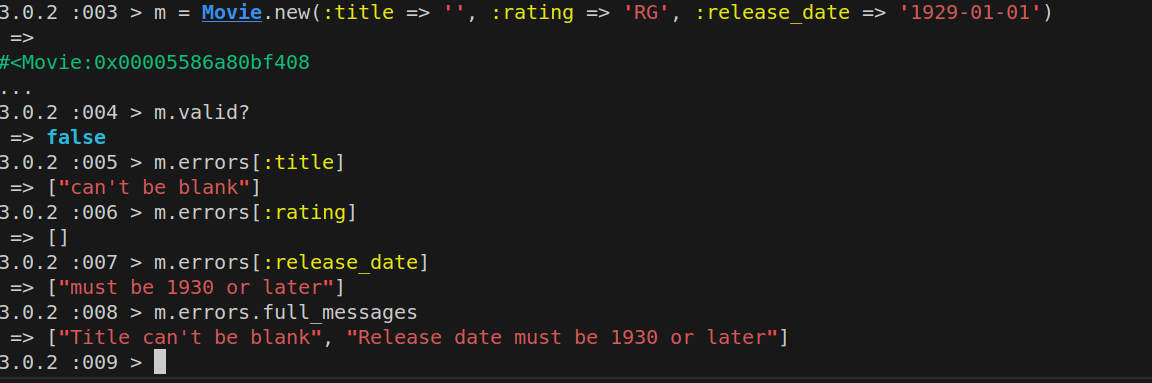 3.0.2 :003 > m = Movie.new(:title => '', :rating => 'RG', :release_date => '1929-01-01')
 =>
#<Movie:0x00005586a80bf408
...
3.0.2 :004 > m.valid?
 => false
3.0.2 :005 > m.errors[:title]
 => ["can't be blank"]
3.0.2 :006 > m.errors[:rating]
 => []
3.0.2 :007 > m.errors[:release_date]
 => ["must be 1930 or later"]
3.0.2 :008 > m.errors.full_messages
 => ["Title can't be blank", "Release date must be 1930 or later"]
3.0.2 :009 >